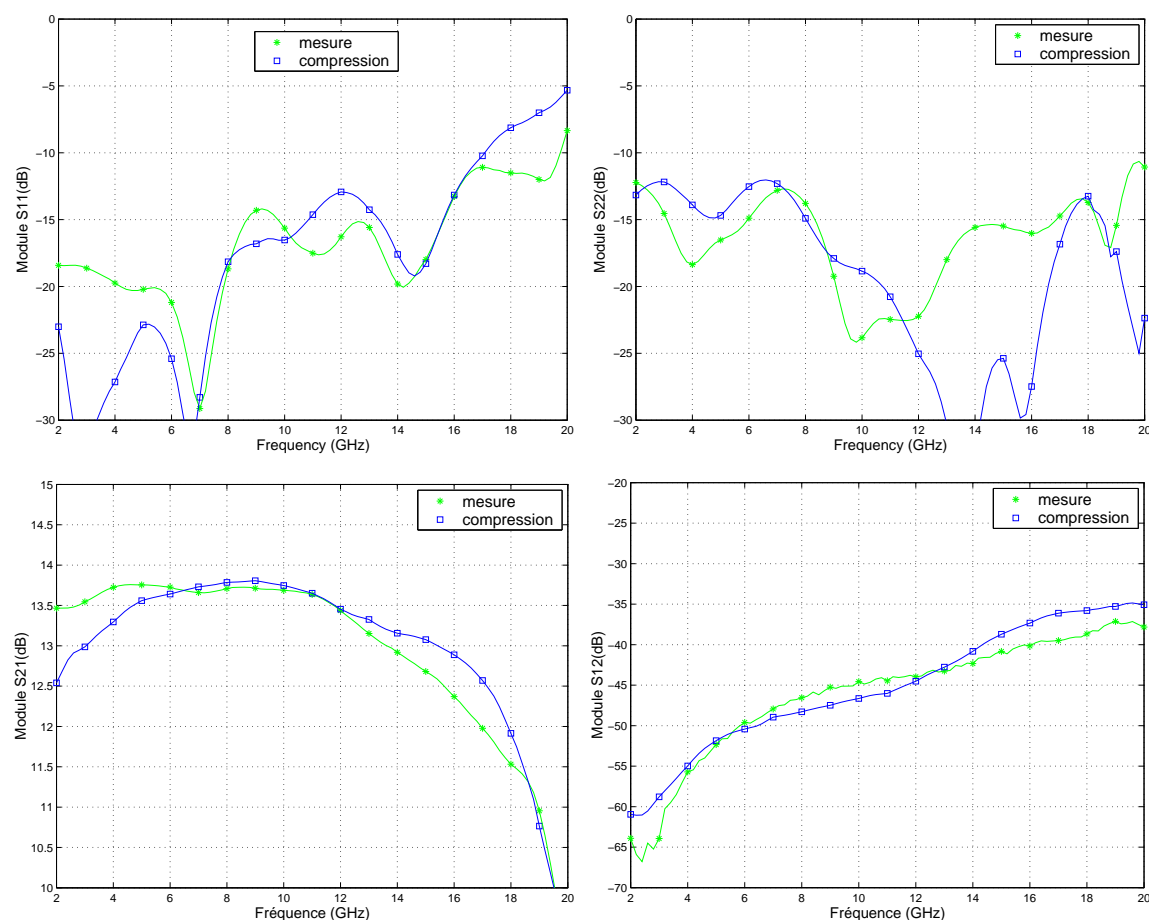 0
−5
−10
−15
−20
−25
−30
2 4 6 8 10 12 14 16 18 20
Frequency (GHz)
Module S11(dB)
mesure
compression
0
−5
−10
−15
−20
−25
−30
2 4 6 8 10 12 14 16 18 20
Frequency (GHz)
Module S22(dB)
mesure
compression
15
14.5
14
13.5
13
12.5
12
11.5
11
10.5
10
2 4 6 8 10 12 14 16 18 20
Fréquence (GHz)
Module S21(dB)
mesure
compression
−20
−25
−30
−35
−40
−45
−50
−55
−60
−65
−70
2 4 6 8 10 12 14 16 18 20
Fréquence (GHz)
Module S12(dB)
mesure
compression